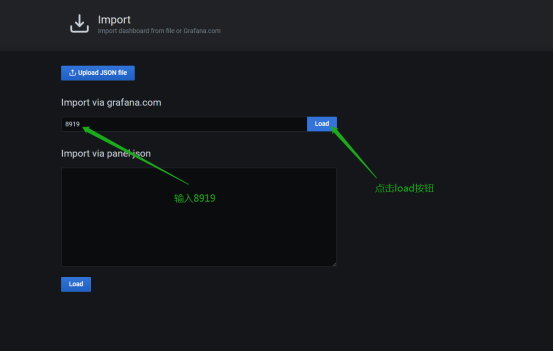 Import
Import dashboard from file or Grafana.com
Upload JSON file
Import via grafana.com
8919
Load
Import via panel json
输入8919
点击load按钮
Load